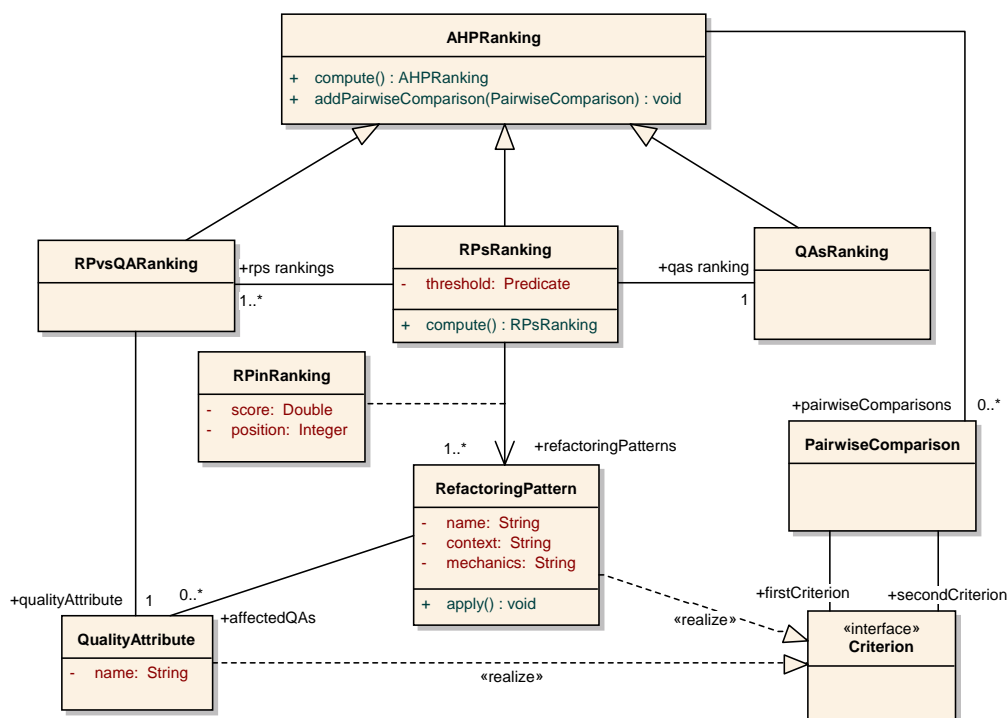 AHPRanking
+ compute() : AHPRanking
+ addPairwiseComparison(PairwiseComparison) : void
RPvsQARanking
+rps rankings
1..*
RPsRanking
- threshold: Predicate
+ compute() : RPsRanking
+qas ranking
1
QAsRanking
RPinRanking
- score: Double
- position: Integer
+pairwiseComparisons
0..*
PairwiseComparison
1..*
+refactoringPatterns
RefactoringPattern
- name: String
- context: String
- mechanics: String
+ apply() : void
+qualityAttribute
1
0..*
+affectedQAs
QualityAttribute
- name: String
+firstCriterion
+secondCriterion
«realize»
«realize»
«interface»
Criterion